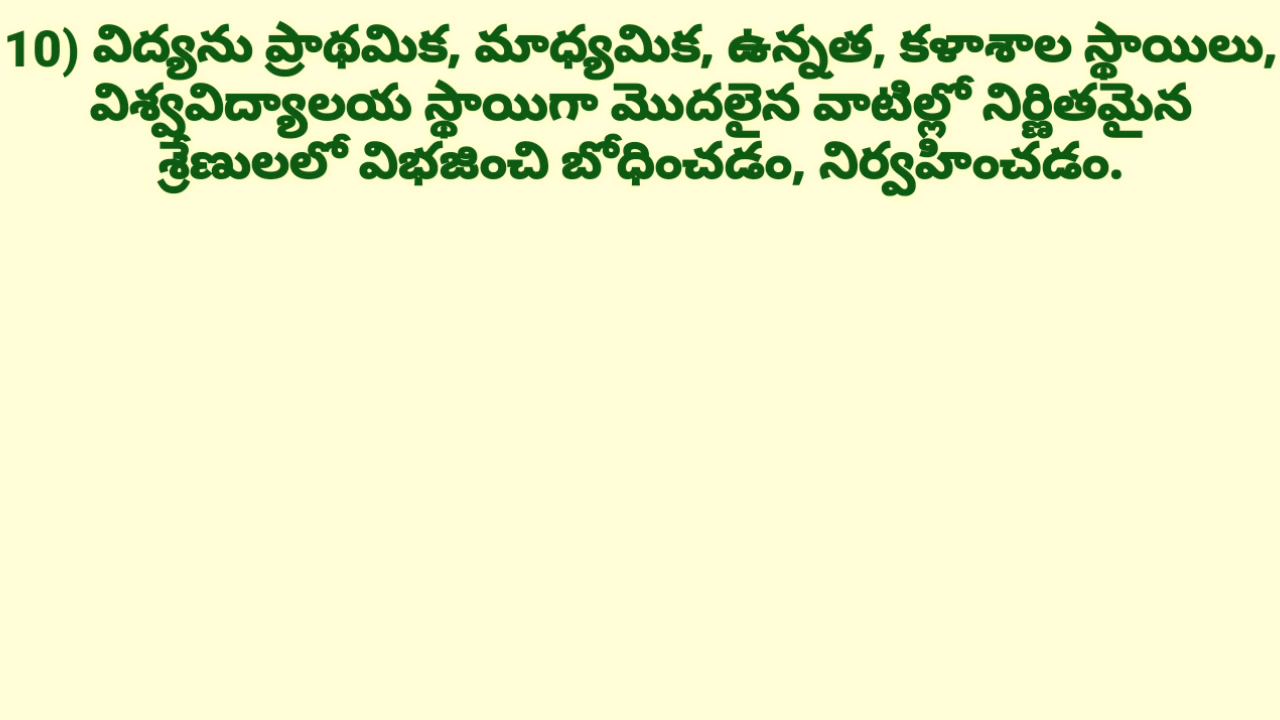 10) విద్యను ప్రాథమిక, మాధ్యమిక, ఉన్నత, కళాశాల స్థాయిలు,
విశ్వవిద్యాలయ స్థాయిగా మొదలైన వాటిల్లో నిర్ణితమైన
శ్రేణులలో విభజించి బోధించడం, నిర్వహించడం.